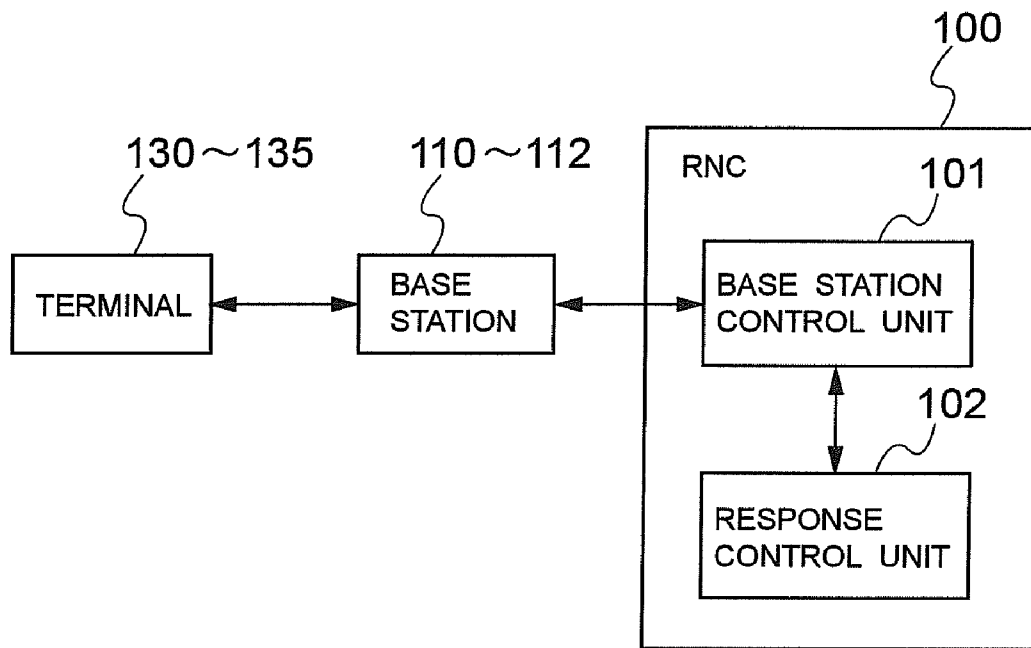 100
130～135
110～112
RNC
101
TERMINAL
BASE
STATION
BASE STATION
CONTROL UNIT
102
RESPONSE
CONTROL UNIT